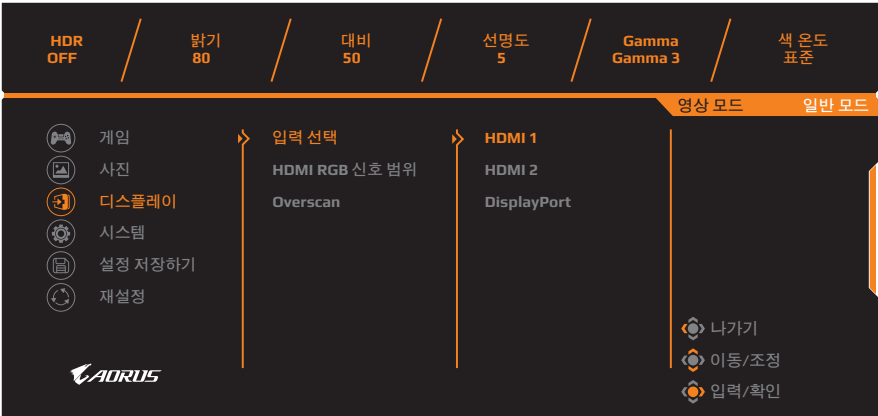 HDR
OFF
밝기
80
대비
50
선명도
5
Gamma
Gamma 3
색 온도
표준
영상 모드 일반 모드
게임
사진
디스플레이
시스템
설정 저장하기
재설정
입력 선택
HDMI RGB 신호 범위
Overscan
HDMI 1
HDMI 2
DisplayPort
나가기
이동/조정
입력/확인
AORUS